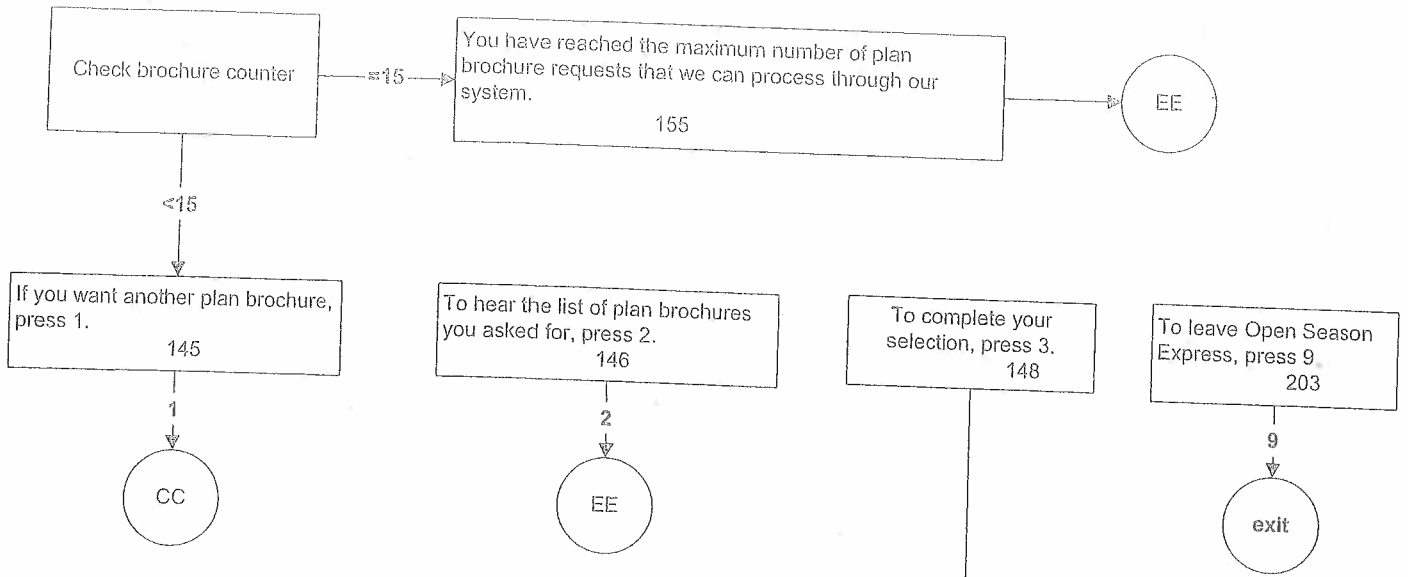 Check brochure counter
=15
You have reached the maximum number of plan
brochure requests that we can process through our
system.
155
EE
<15
If you want another plan brochure,
press 1.
145
To hear the list of plan brochures
you asked for, press 2.
146
To complete your
selection, press 3.
148
To leave Open Season
Express, press 9.
203
1
2
9
CC
EE
exit